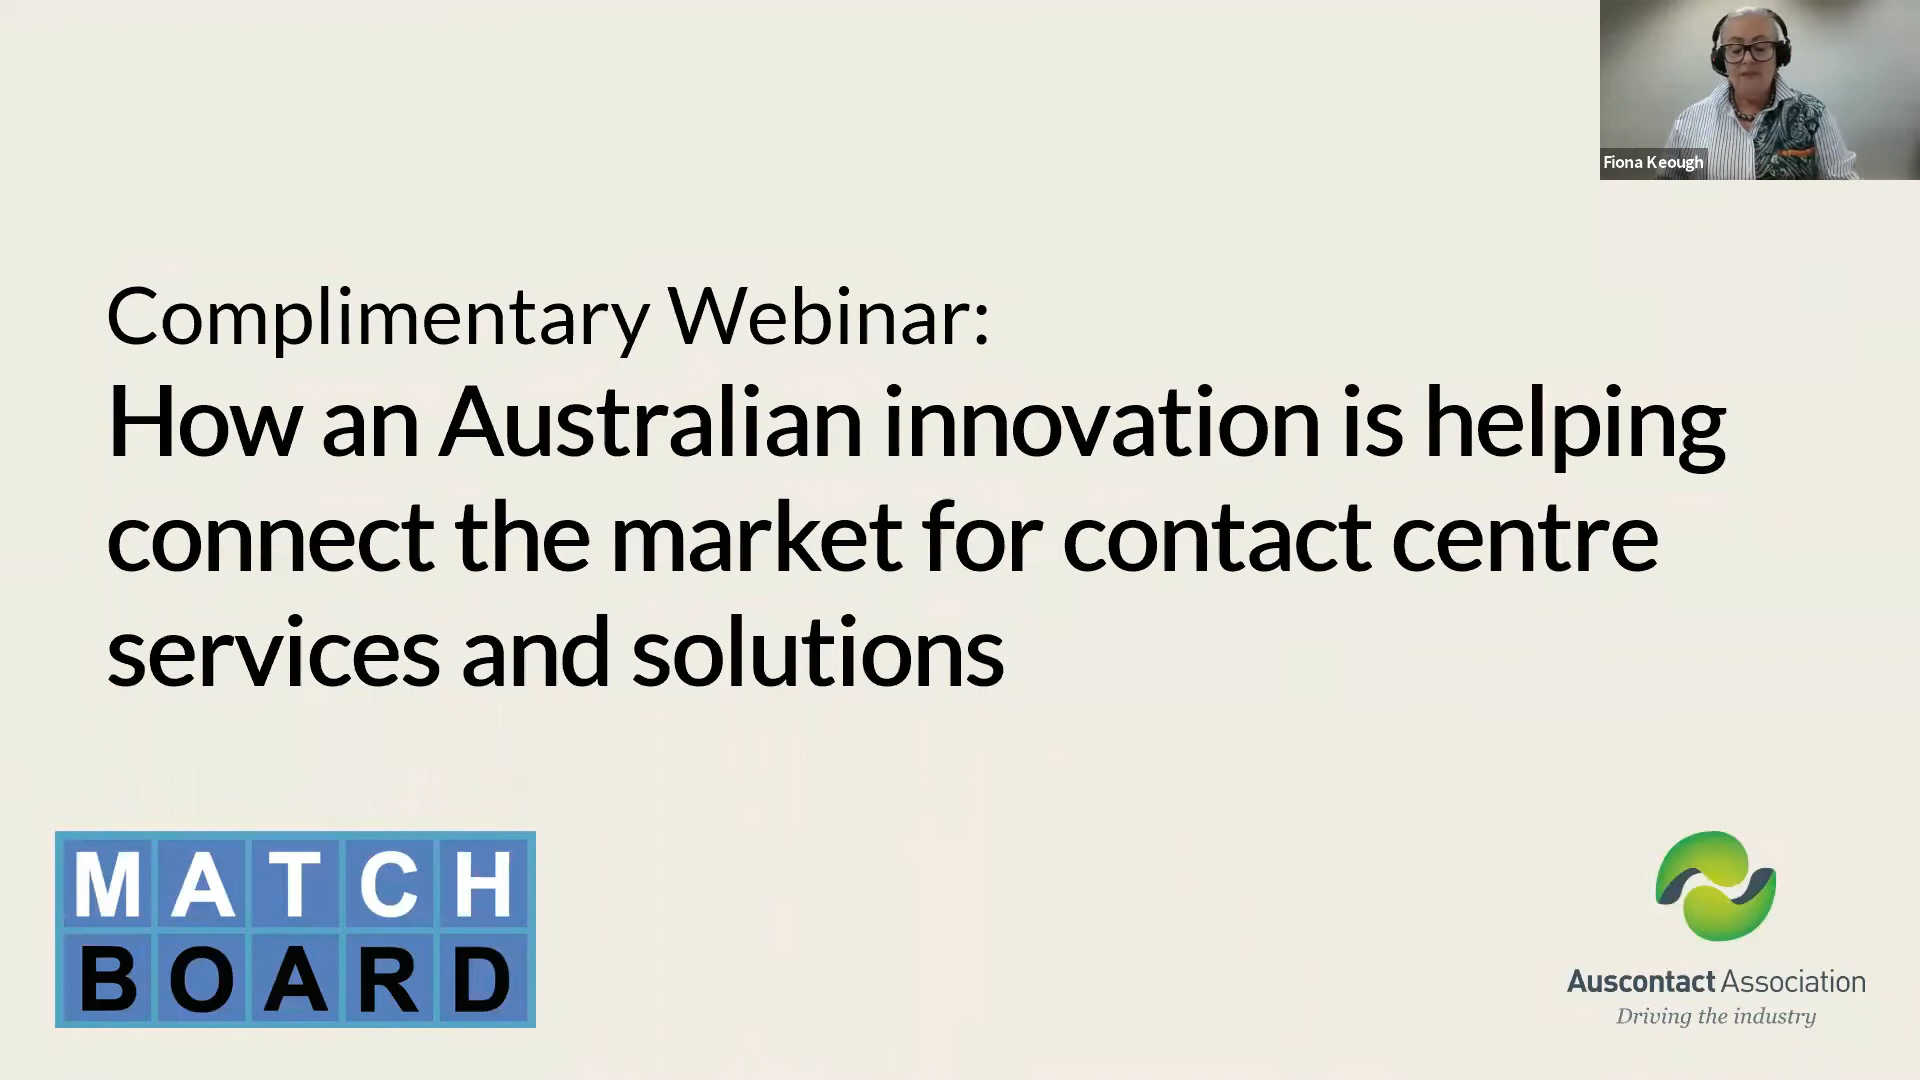 Fiona Keough
Complimentary Webinar:
How an Australian innovation is helping
connect the market for contact centre
services and solutions
MATCH
BOARD
Auscontact Association
Driving the industry